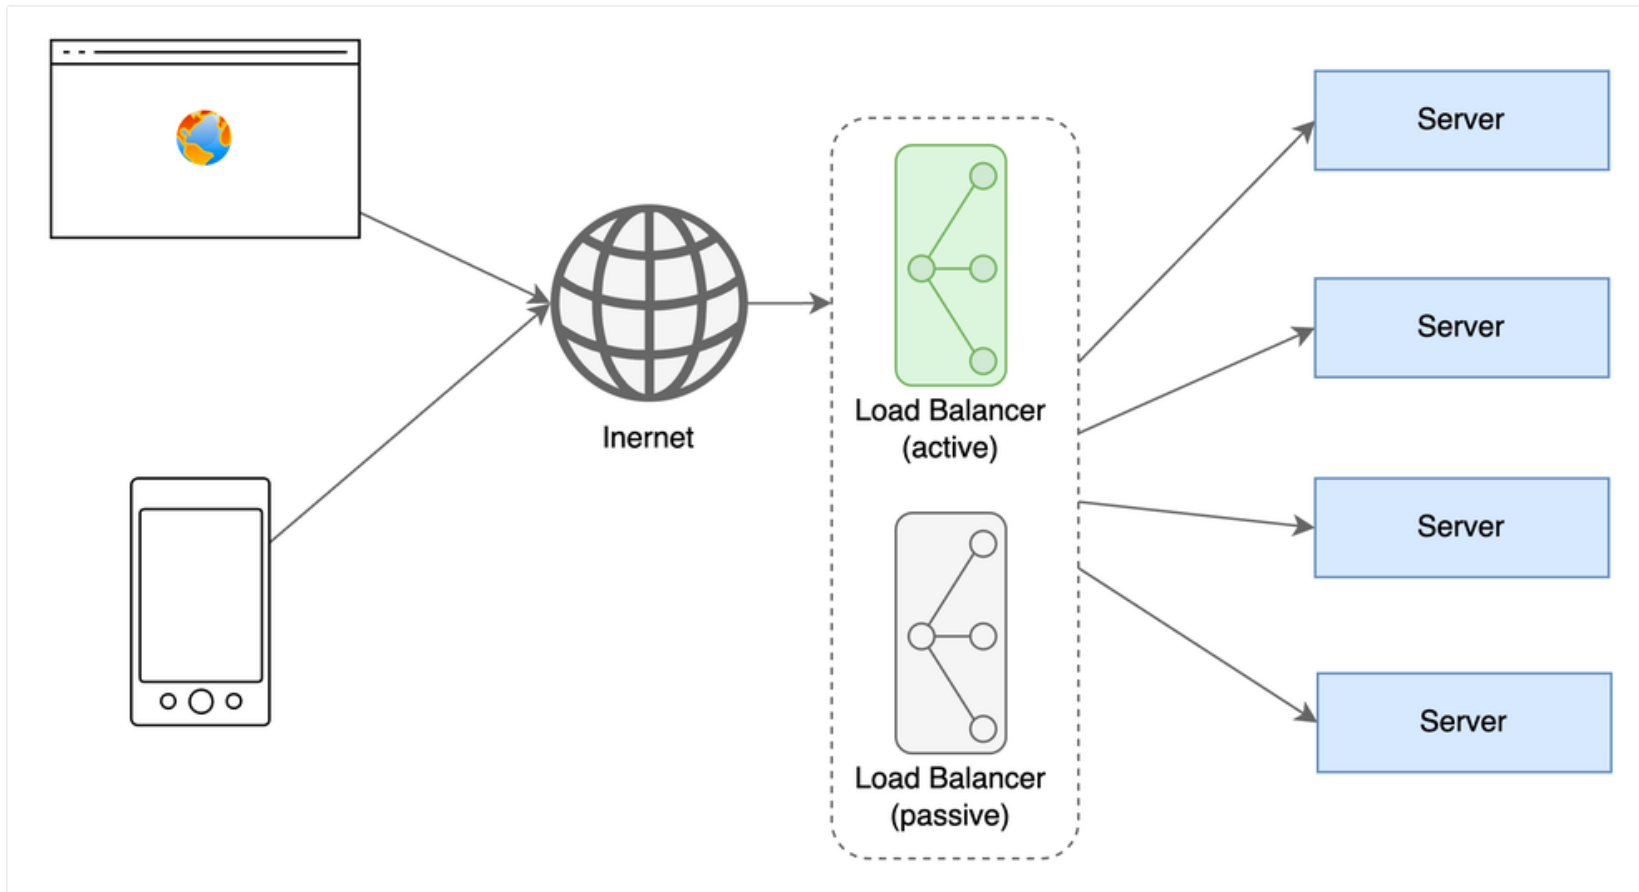 Server
Server
Inernet
Load Balancer
(active)
Server
Server
Load Balancer
(passive)